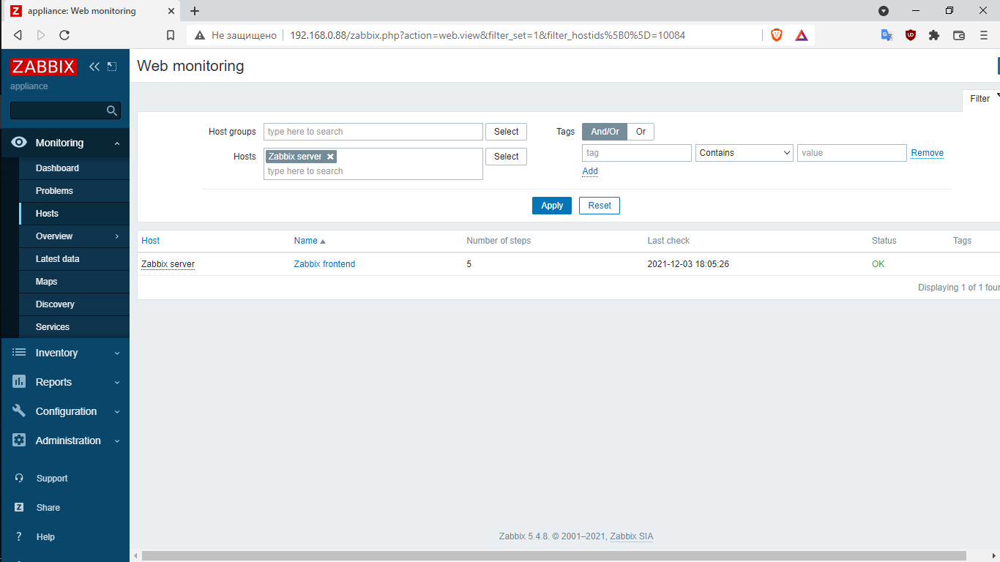 Z appliance: Web monitoring
Не защищено 192.168.0.88/zabbix.php?action=web.view&filter_set=1&filter_hostids%5B0%5D=10084
ZABBIX
appliance
Monitoring
Dashboard
Problems
Hosts
Overview
Latest data
Maps
Discovery
Services
Inventory
Reports
Configuration
Administration
Support
Z Share
? Help
Web monitoring
Filter
Host groups type here to search Select Tags And/Or Or
Hosts Zabbix server type here to search Select tag Contains value Remove
Add
Apply Reset
Host Name Number of steps Last check Status Tags
Zabbix server Zabbix frontend 5 2021-12-03 18:05:26 OK
Displaying 1 of 1 four
Zabbix 5.4.8. © 2001–2021, Zabbix SIA